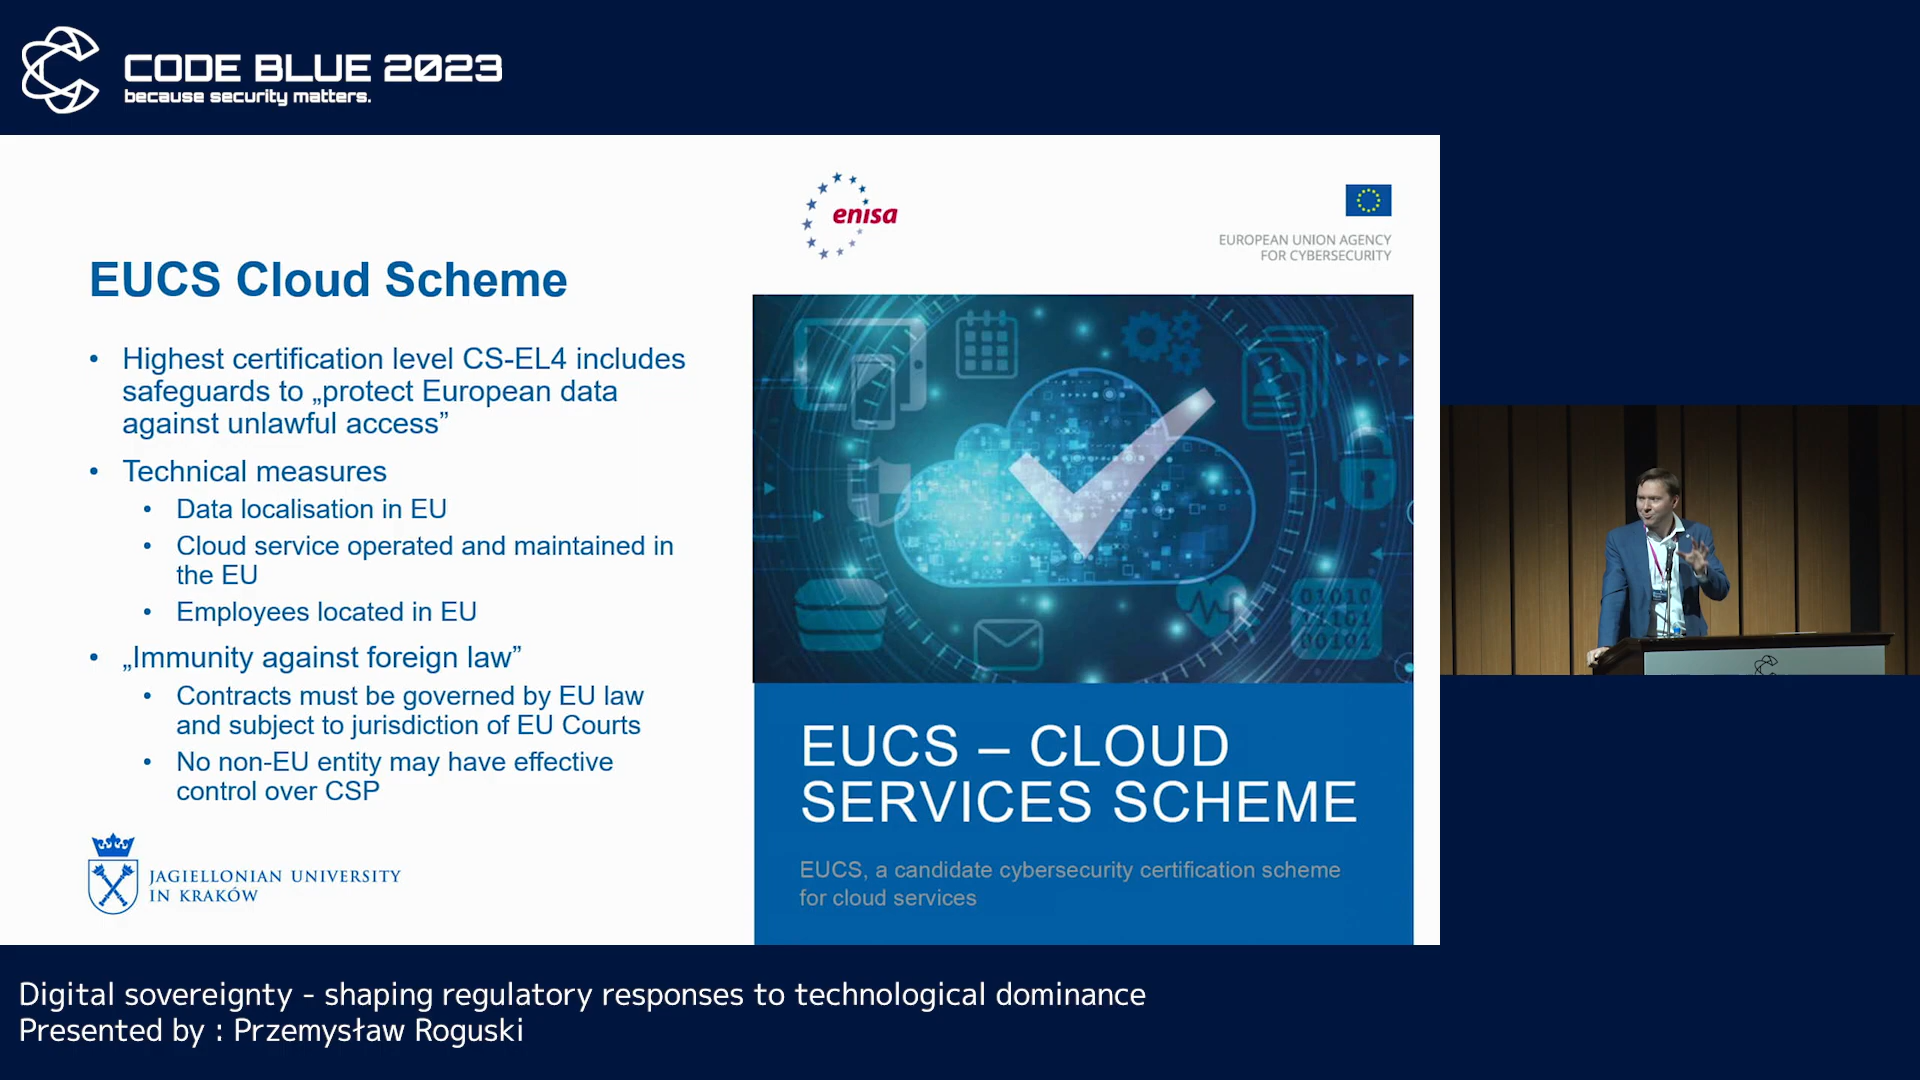 CODE BLUE 2023
because security matters.
enisa
EUROPEAN UNION AGENCY
FOR CYBERSECURITY
EUCS Cloud Scheme
• Highest certification level CS-EL4 includes
safeguards to „protect European data
against unlawful access”
• Technical measures
• Data localisation in EU
• Cloud service operated and maintained in
the EU
• Employees located in EU
• „Immunity against foreign law”
• Contracts must be governed by EU law
and subject to jurisdiction of EU Courts
• No non-EU entity may have effective
control over CSP
JAGIELLONIAN UNIVERSITY
IN KRAKÓW
01010
11101
00101
EUCS – CLOUD
SERVICES SCHEME
EUCS, a candidate cybersecurity certification scheme
for cloud services
Digital sovereignty - shaping regulatory responses to technological dominance
Presented by : Przemysław Roguski